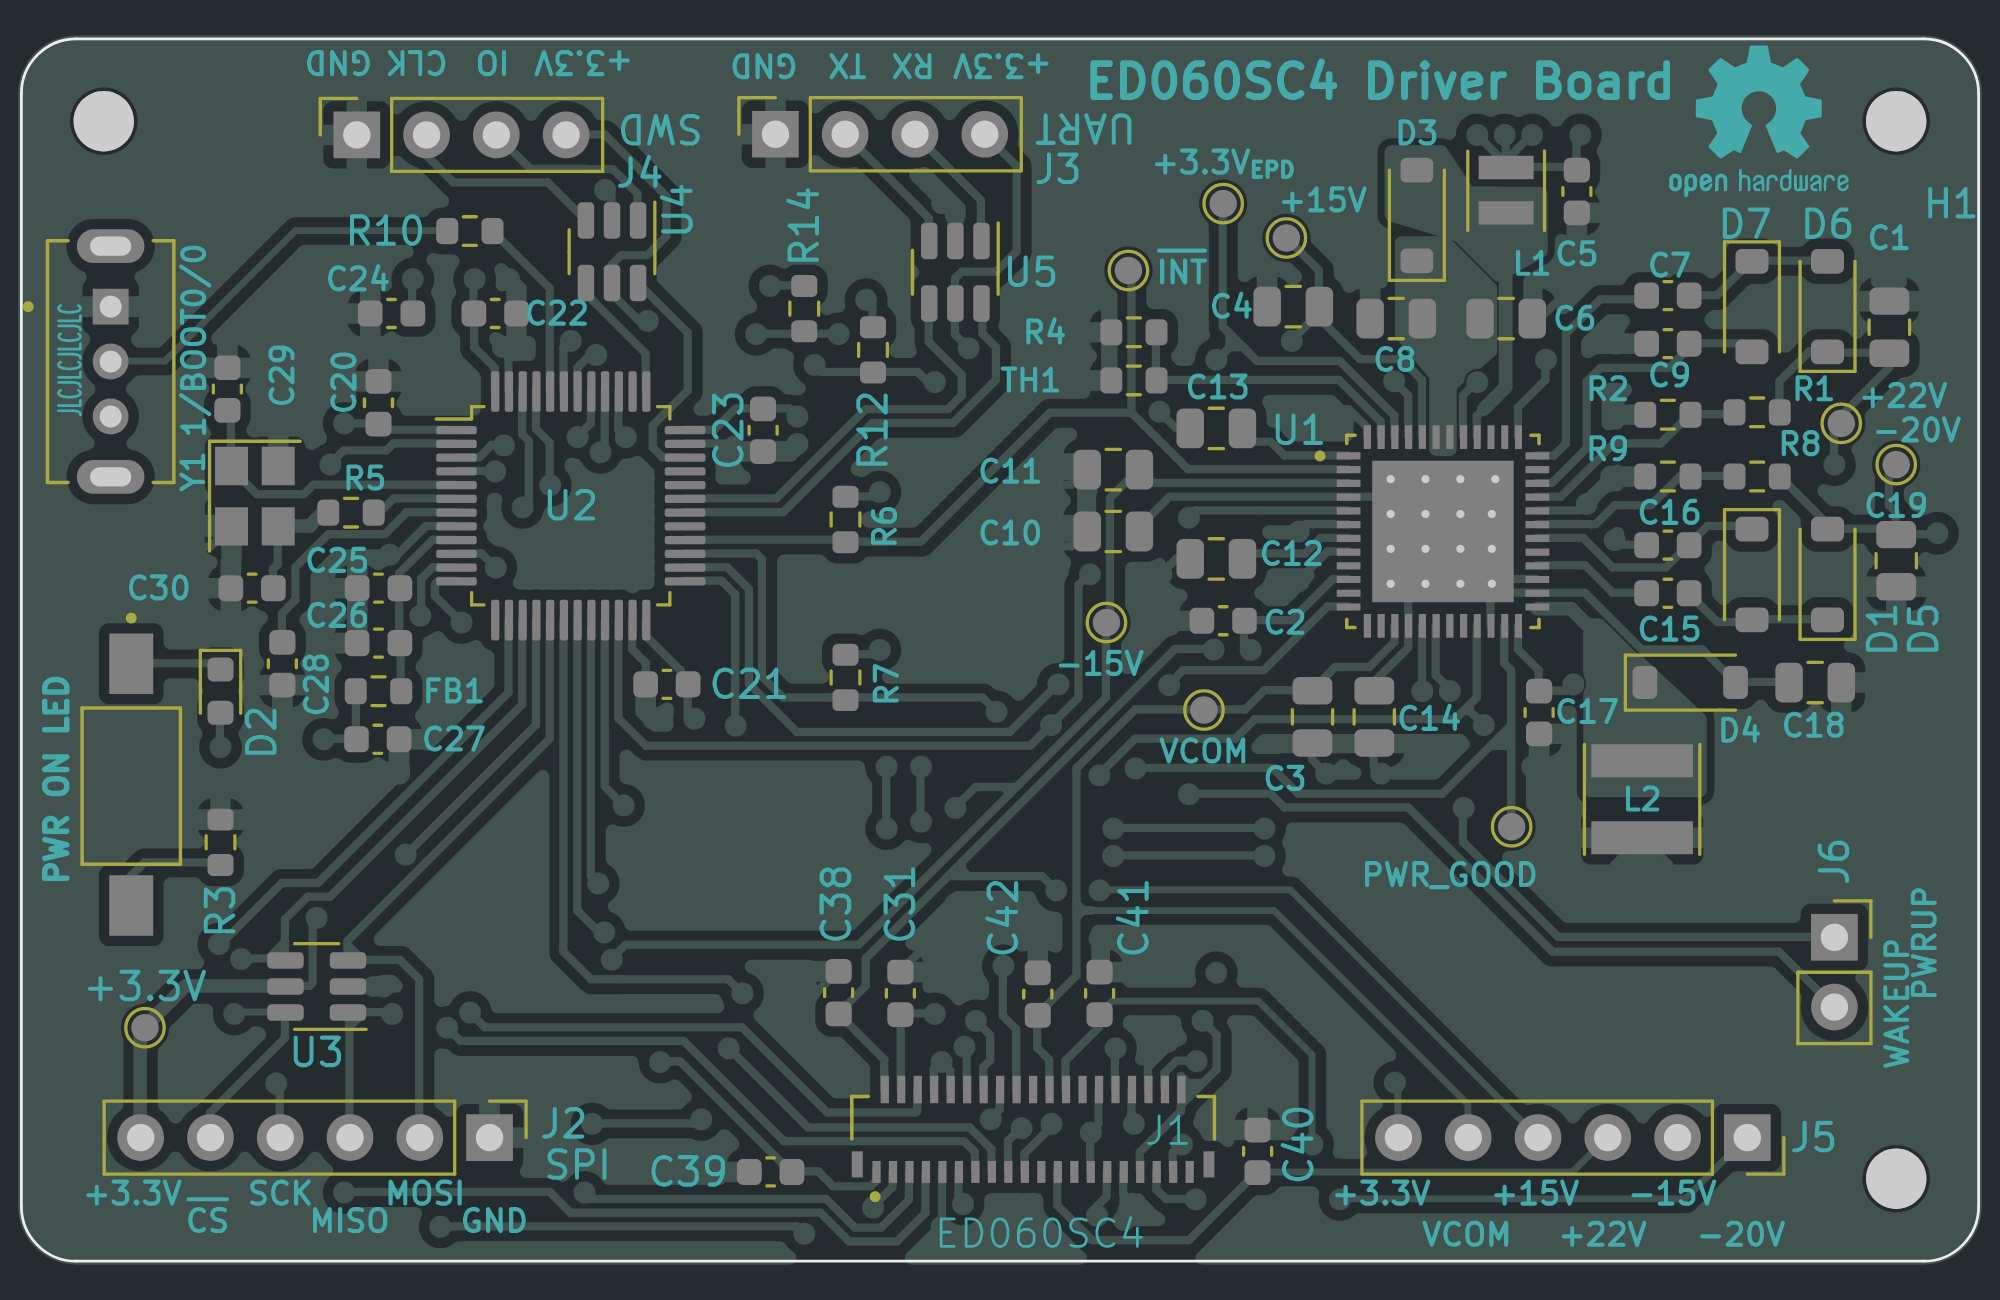 GND CLK IO +3.3V
GND TX RX +3.3V
ED060SC4 Driver Board
SWD
J4
UART
J3
D3
+3.3VEPD
+15V
open hardware
H1
U4
R10
R14
D7
D6
C1
C24
C22
U5
INT
L1
C5
C7
C4
C6
R4
C8
C9
TH1
C13
R2
R1
+22V
-20V
JLCJLCJLCJLC
Y1 1/BOOT0/0
C29
C20
C23
R12
U1
R9
R8
R5
U2
C11
C10
R6
C12
C16
C19
C25
C30
C26
C2
C15
D1
D5
-15V
PWR ON LED
D2
C28
FB1
C27
C21
R7
VCOM
C14
C3
C17
D4
C18
L2
R3
C38
C31
C42
C41
PWR_GOOD
J6
WAKEUP
PWRUP
+3.3V
U3
J2
SPI
C39
J1
C40
J5
+3.3V
CS
SCK
MISO
MOSI
GND
ED060SC4
+3.3V
VCOM
+15V
+22V
-15V
-20V